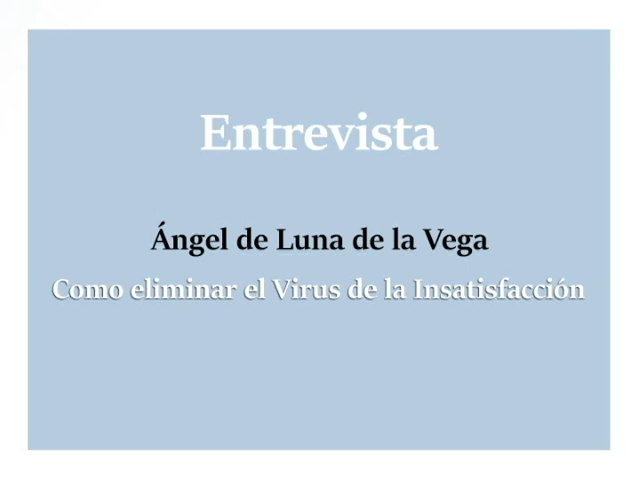 Entrevista
Ángel de Luna de la Vega
Como eliminar el Virus de la Insatisfacción